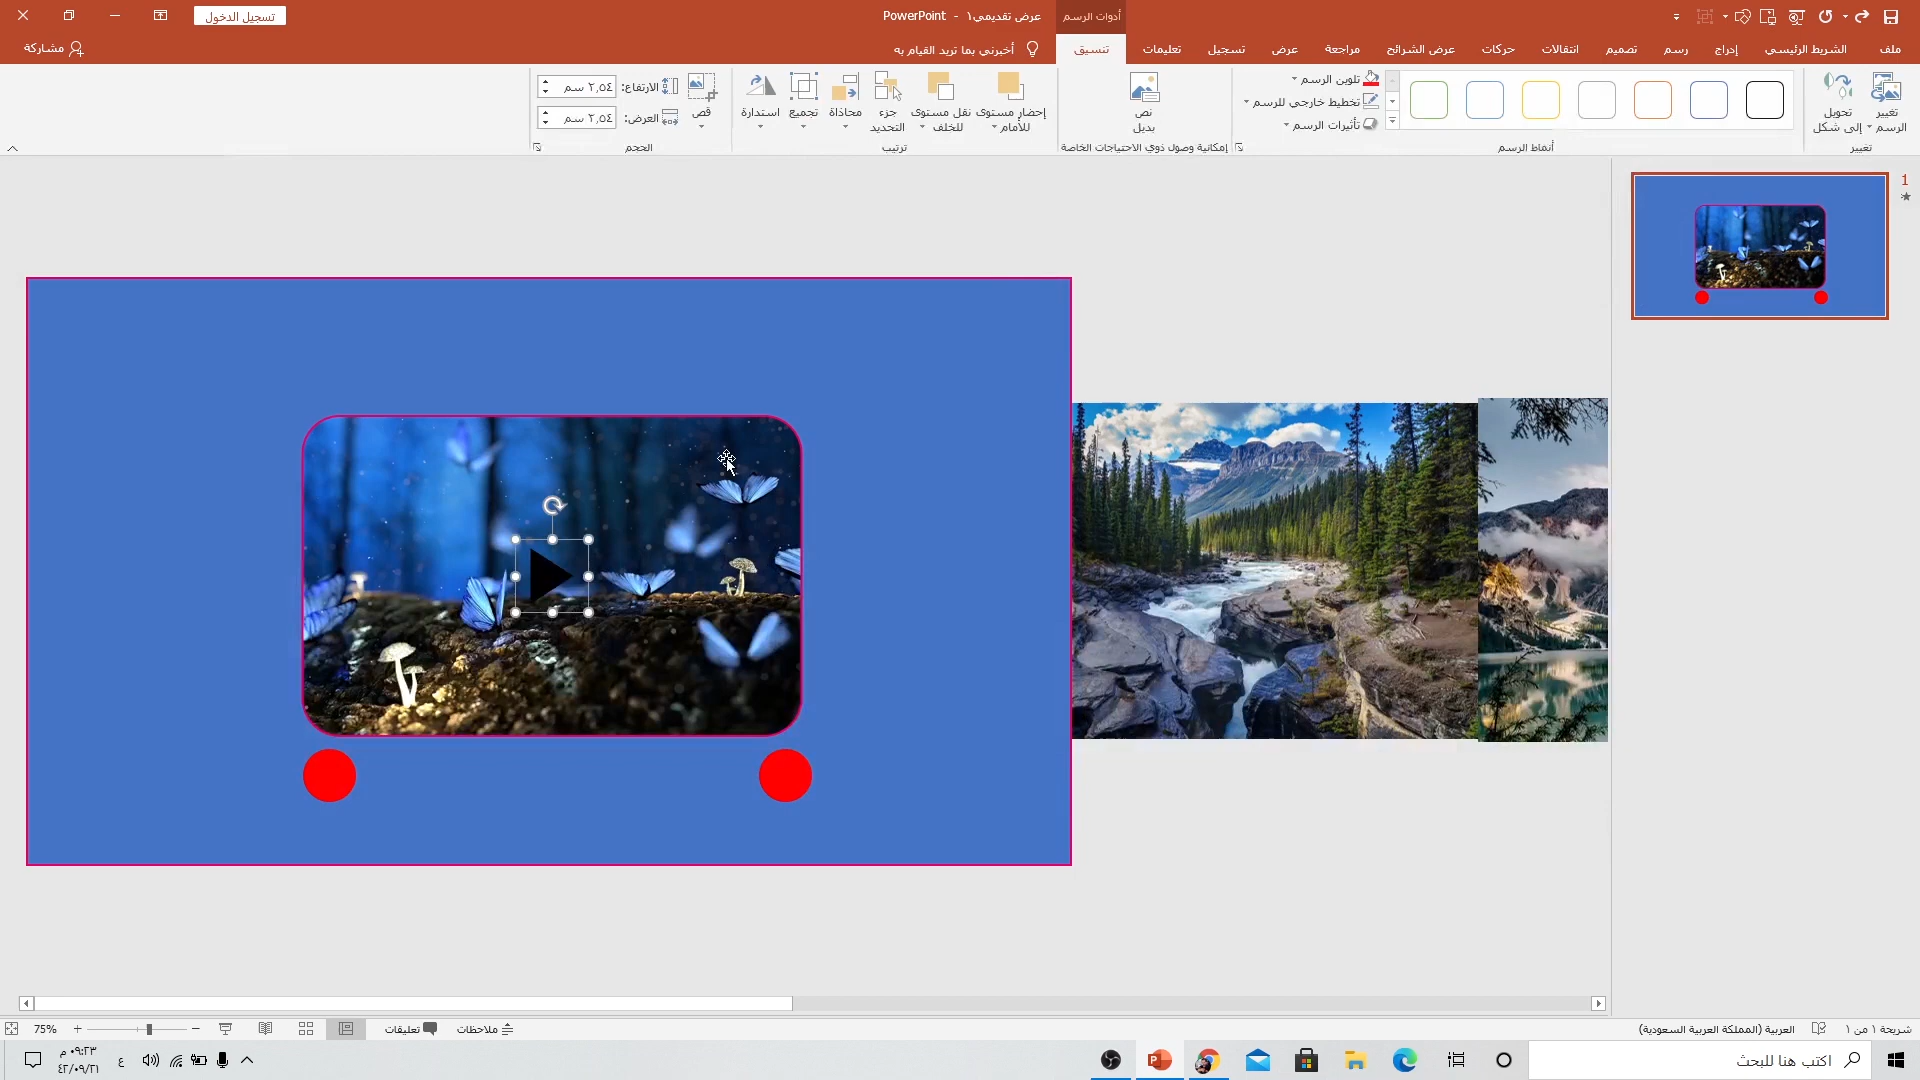 تسجيل الدخول
عرض تقديمي١ - PowerPoint
أدوات الرسم
ملف
الشريط الرئيسي
إدراج
رسم
تصميم
انتقالات
حركات
عرض الشرائح
مراجعة
عرض
تسجيل
تعليمات
تنسيق
أخبرني بما تريد القيام به
مشاركة
تغيير الرسم
تحويل إلى شكل
تغيير
أنماط الرسم
تلوين الرسم
تخطيط خارجي للرسم
تأثيرات الرسم
نص بديل
إمكانية وصول ذوي الاحتياجات الخاصة
إحضار مستوى للأمام
نقل مستوى للخلف
جزء التحديد
محاذاة
تجميع
استدارة
ترتيب
قص
الارتفاع: ٢,٥٤ سم
العرض: ٢,٥٤ سم
الحجم
1
شريحة ١ من ١
العربية (المملكة العربية السعودية)
ملاحظات
تعليقات
75%
اكتب هنا للبحث
ع
٠٩:٢٣ م
٤٢/٠٩/٢١